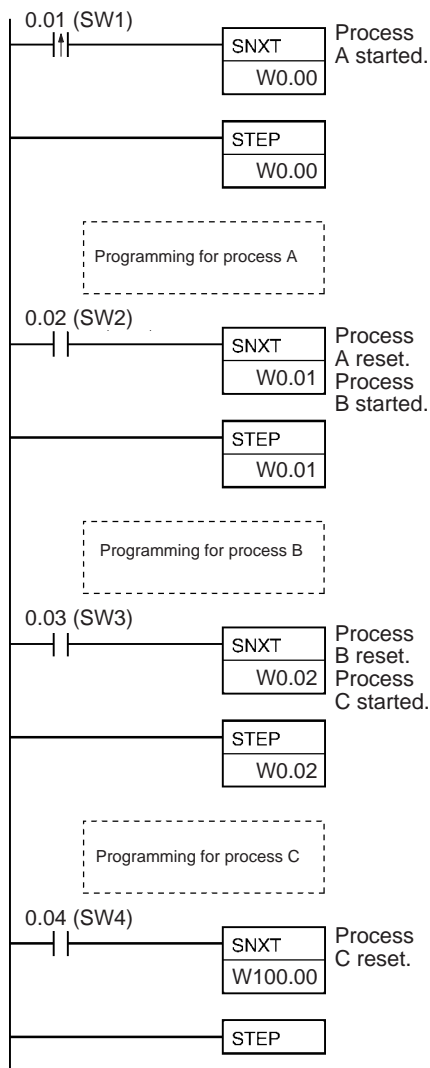 0.01 (SW1)
SNXT
W0.00
Process
A started.
STEP
W0.00
Programming for process A
0.02 (SW2)
SNXT
W0.01
Process
A reset.
Process
B started.
STEP
W0.01
Programming for process B
0.03 (SW3)
SNXT
W0.02
Process
B reset.
Process
C started.
STEP
W0.02
Programming for process C
0.04 (SW4)
SNXT
W100.00
Process
C reset.
STEP